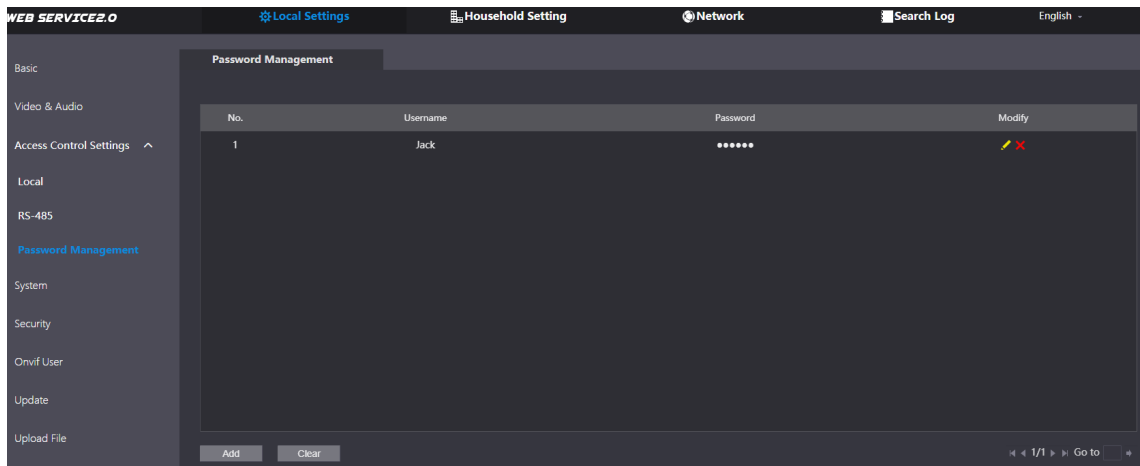 WEB SERVICE2.0 Local Settings Household Setting Network Search Log English
Password Management
Basic
Video & Audio
Access Control Settings
Local
RS-485
Password Management
System
Security
Onvif User
Update
Upload File
No. Username Password Modify
1 Jack ●●●●●●
Add Clear 1/1 Go to